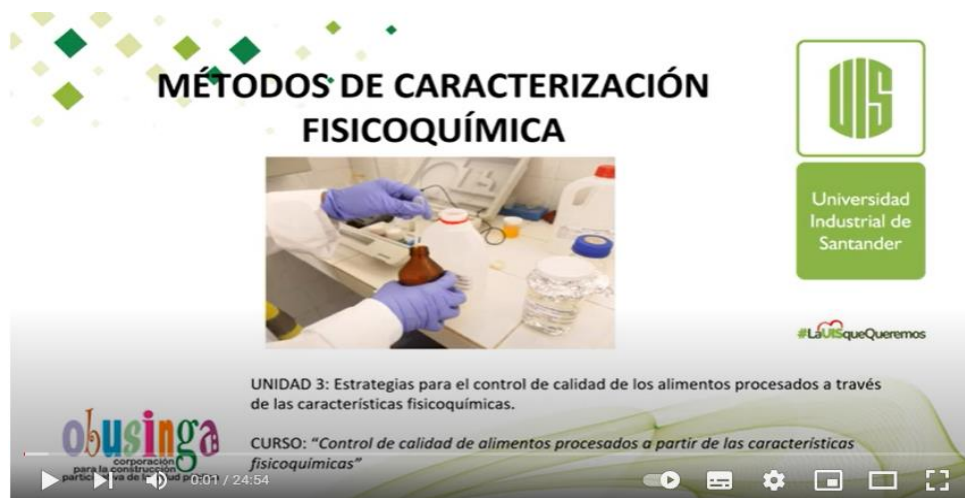 MÉTODOS DE CARACTERIZACIÓN
FISICOQUÍMICA
UIS
Universidad
Industrial de
Santander
#LaUISqueQueremos
UNIDAD 3: Estrategias para el control de calidad de los alimentos procesados a través
de las características fisicoquímicas.
CURSO: “Control de calidad de alimentos procesados a partir de las características
fisicoquímicas”
obusinga
corporación
para la construcción
0:01 / 24:54